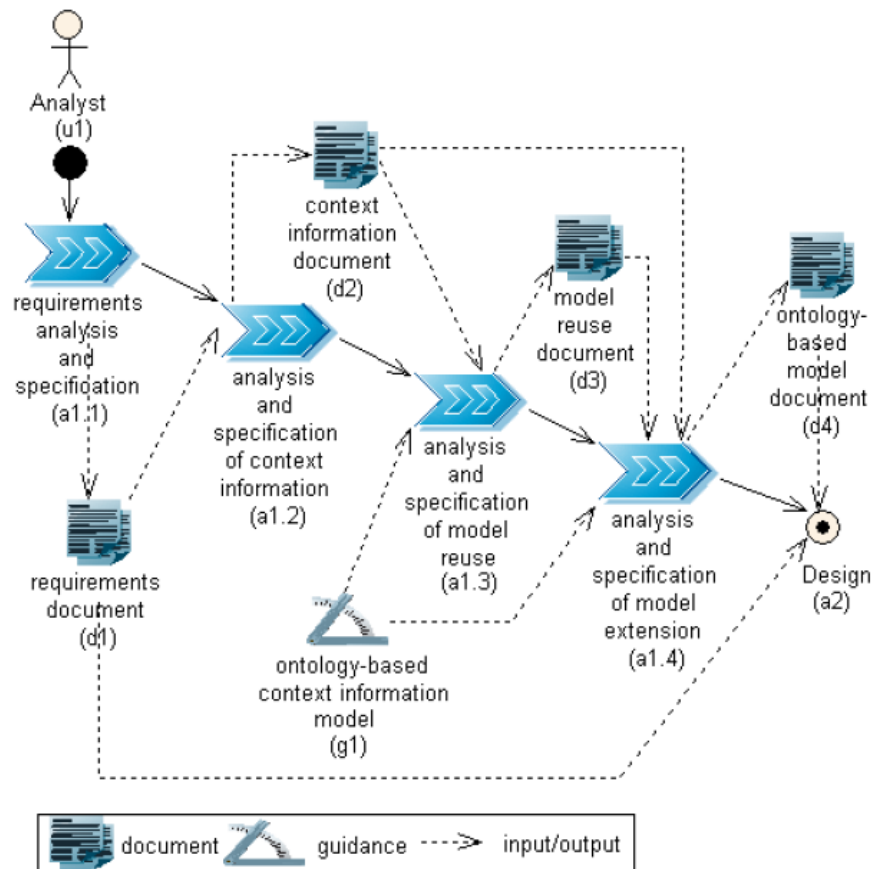 Analyst
(u1)
requirements
analysis
and
specification
(a1.1)
context
information
document
(d2)
analysis
and
specification
of context
information
(a1.2)
model
reuse
document
(d3)
analysis
and
specification
of model
reuse
(a1.3)
ontology-
based
model
document
(d4)
analysis
and
specification
of model
extension
(a1.4)
Design
(a2)
requirements
document
(d1)
ontology-based
context information
model
(g1)
document
guidance
input/output